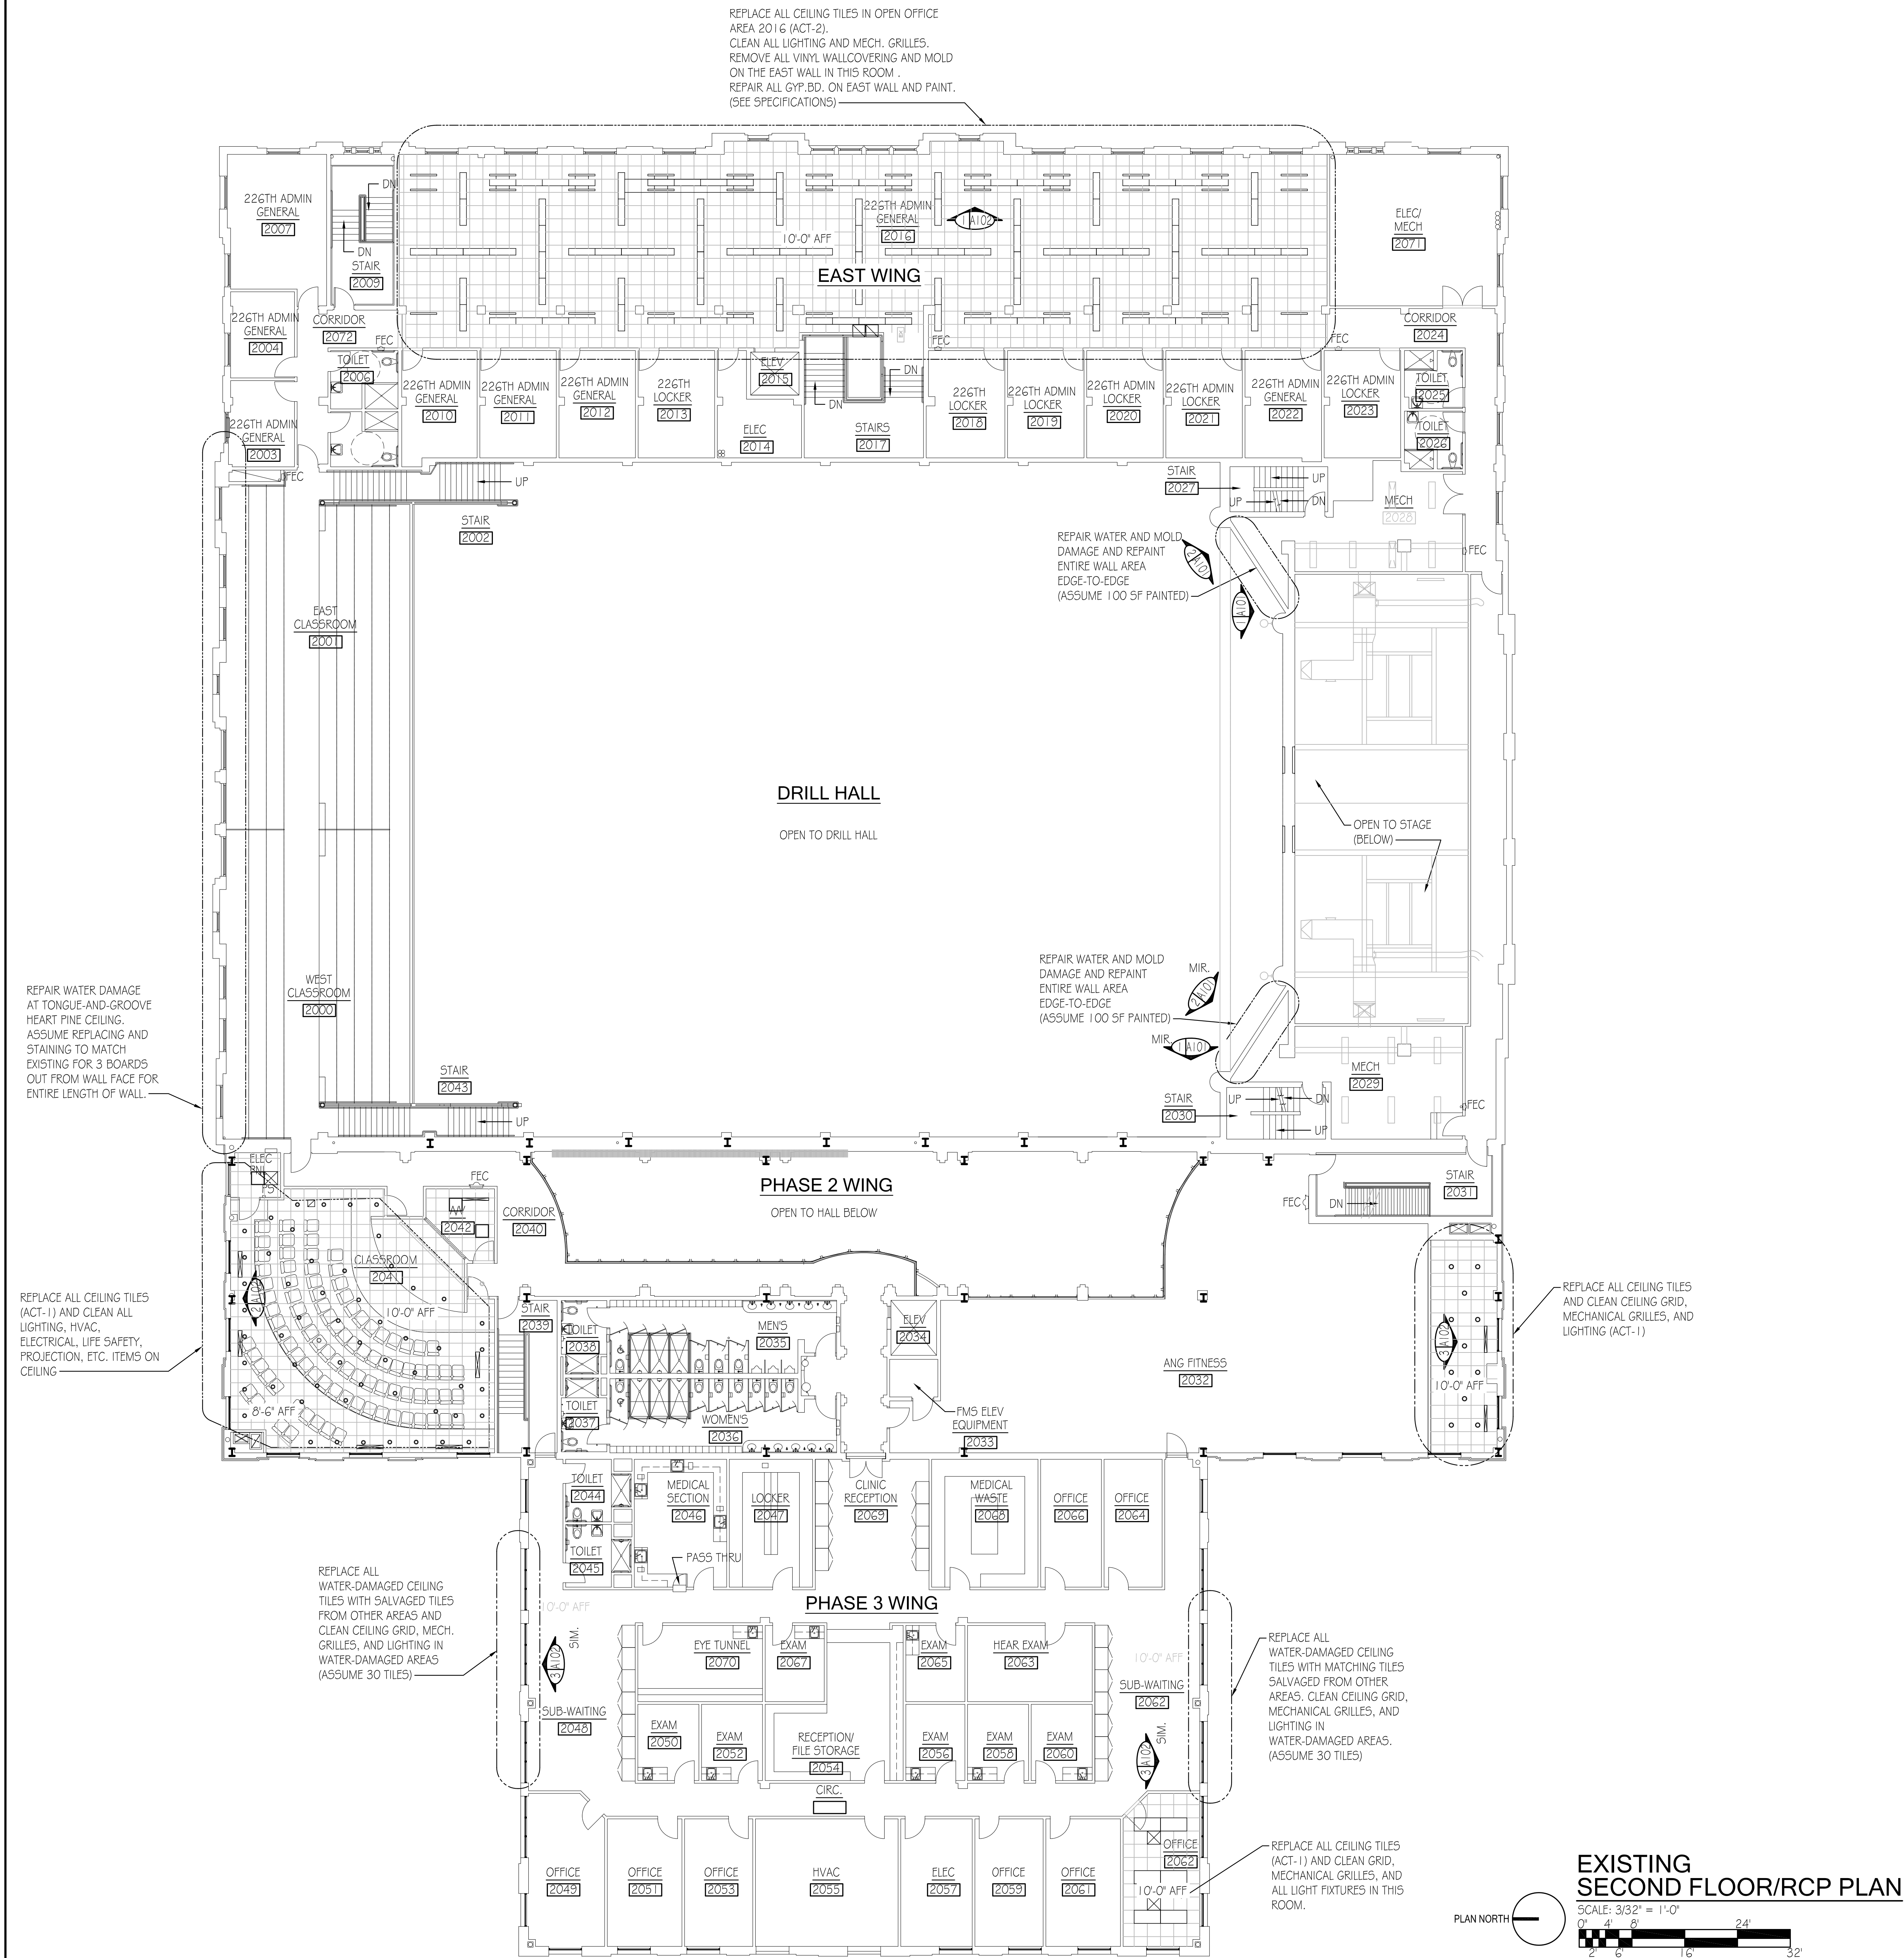 REPLACE ALL CEILING TILES IN OPEN OFFICE
AREA 2016 (ACT-2).
CLEAN ALL LIGHTING AND MECH. GRILLES.
REMOVE ALL VINYL WALLCOVERING AND MOLD
ON THE EAST WALL IN THIS ROOM .
REPAIR ALL GYP.BD. ON EAST WALL AND PAINT.
(SEE SPECIFICATIONS)
226TH ADMIN
GENERAL
2007
DN
DN
STAIR
2009
226TH ADMIN
GENERAL
2016
1 A102
10'-0" AFF
EAST WING
ELEC/
MECH
2071
226TH ADMIN
GENERAL
2004
CORRIDOR
2072
FEC
TOILET
2006
226TH ADMIN
GENERAL
2003
FEC
226TH ADMIN
GENERAL
2010
226TH ADMIN
GENERAL
2011
226TH ADMIN
GENERAL
2012
226TH
LOCKER
2013
ELEV
2015
ELEC
2014
DN
DN
STAIRS
2017
FEC
226TH
LOCKER
2018
226TH ADMIN
LOCKER
2019
226TH ADMIN
LOCKER
2020
226TH ADMIN
LOCKER
2021
226TH ADMIN
GENERAL
2022
FEC
226TH ADMIN
LOCKER
2023
CORRIDOR
2024
TOILET
2025
TOILET
2026
UP
STAIR
2002
STAIR
2027
UP
UP
DN
MECH
2028
FEC
REPAIR WATER AND MOLD
DAMAGE AND REPAINT
ENTIRE WALL AREA
EDGE-TO-EDGE
(ASSUME 100 SF PAINTED)
2 A101
1 A101
EAST
CLASSROOM
2001
DRILL HALL
OPEN TO DRILL HALL
OPEN TO STAGE
(BELOW)
WEST
CLASSROOM
2000
REPAIR WATER DAMAGE
AT TONGUE-AND-GROOVE
HEART PINE CEILING.
ASSUME REPLACING AND
STAINING TO MATCH
EXISTING FOR 3 BOARDS
OUT FROM WALL FACE FOR
ENTIRE LENGTH OF WALL.
REPAIR WATER AND MOLD
DAMAGE AND REPAINT
ENTIRE WALL AREA
EDGE-TO-EDGE
(ASSUME 100 SF PAINTED)
MIR.
2 A101
MIR.
1 A101
STAIR
2043
UP
STAIR
2030
UP
DN
UP
MECH
2029
FEC
ELEC
PNL
PS
FEC
AV
2042
CORRIDOR
2040
PHASE 2 WING
OPEN TO HALL BELOW
FEC
DN
STAIR
2031
CLASSROOM
2041
2 A102
10'-0" AFF
8'-6" AFF
REPLACE ALL CEILING TILES
(ACT-1) AND CLEAN ALL
LIGHTING, HVAC,
ELECTRICAL, LIFE SAFETY,
PROJECTION, ETC. ITEMS ON
CEILING
STAIR
2039
TOILET
2038
MEN'S
2035
ELEV
2034
TOILET
2037
WOMEN'S
2036
FMS ELEV
EQUIPMENT
2033
ANG FITNESS
2032
3 A102
10'-0" AFF
REPLACE ALL CEILING TILES
AND CLEAN CEILING GRID,
MECHANICAL GRILLES, AND
LIGHTING (ACT-1)
TOILET
2044
TOILET
2045
MEDICAL
SECTION
2046
PASS THRU
LOCKER
2047
CLINIC
RECEPTION
2069
MEDICAL
WASTE
2068
OFFICE
2066
OFFICE
2064
PHASE 3 WING
REPLACE ALL
WATER-DAMAGED CEILING
TILES WITH SALVAGED TILES
FROM OTHER AREAS AND
CLEAN CEILING GRID, MECH.
GRILLES, AND LIGHTING IN
WATER-DAMAGED AREAS
(ASSUME 30 TILES)
10'-0" AFF
3 A102
SIM.
EYE TUNNEL
2070
EXAM
2067
EXAM
2065
HEAR EXAM
2063
10'-0" AFF
SUB-WAITING
2062
3 A102
SIM.
REPLACE ALL
WATER-DAMAGED CEILING
TILES WITH MATCHING TILES
SALVAGED FROM OTHER
AREAS. CLEAN CEILING GRID,
MECHANICAL GRILLES, AND
LIGHTING IN
WATER-DAMAGED AREAS.
(ASSUME 30 TILES)
SUB-WAITING
2048
EXAM
2050
EXAM
2052
RECEPTION/
FILE STORAGE
2054
EXAM
2056
EXAM
2058
EXAM
2060
CIRC.
OFFICE
2049
OFFICE
2051
OFFICE
2053
HVAC
2055
ELEC
2057
OFFICE
2059
OFFICE
2061
OFFICE
2062
10'-0" AFF
REPLACE ALL CEILING TILES
(ACT-1) AND CLEAN GRID,
MECHANICAL GRILLES, AND
ALL LIGHT FIXTURES IN THIS
ROOM.
PLAN NORTH
EXISTING
SECOND FLOOR/RCP PLAN
SCALE: 3/32" = 1'-0"
0" 4' 8' 24'
2' 6' 16' 32'